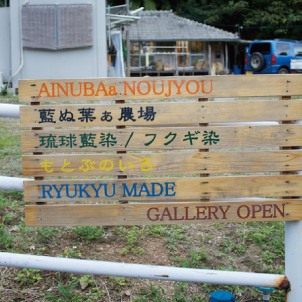 AINUBAa.NOUJYOU
藍ぬ葉ぁ農場
琉球藍染/フクギ染
もとぶのいろ
RYUKYU MADE
GALLERY OPEN